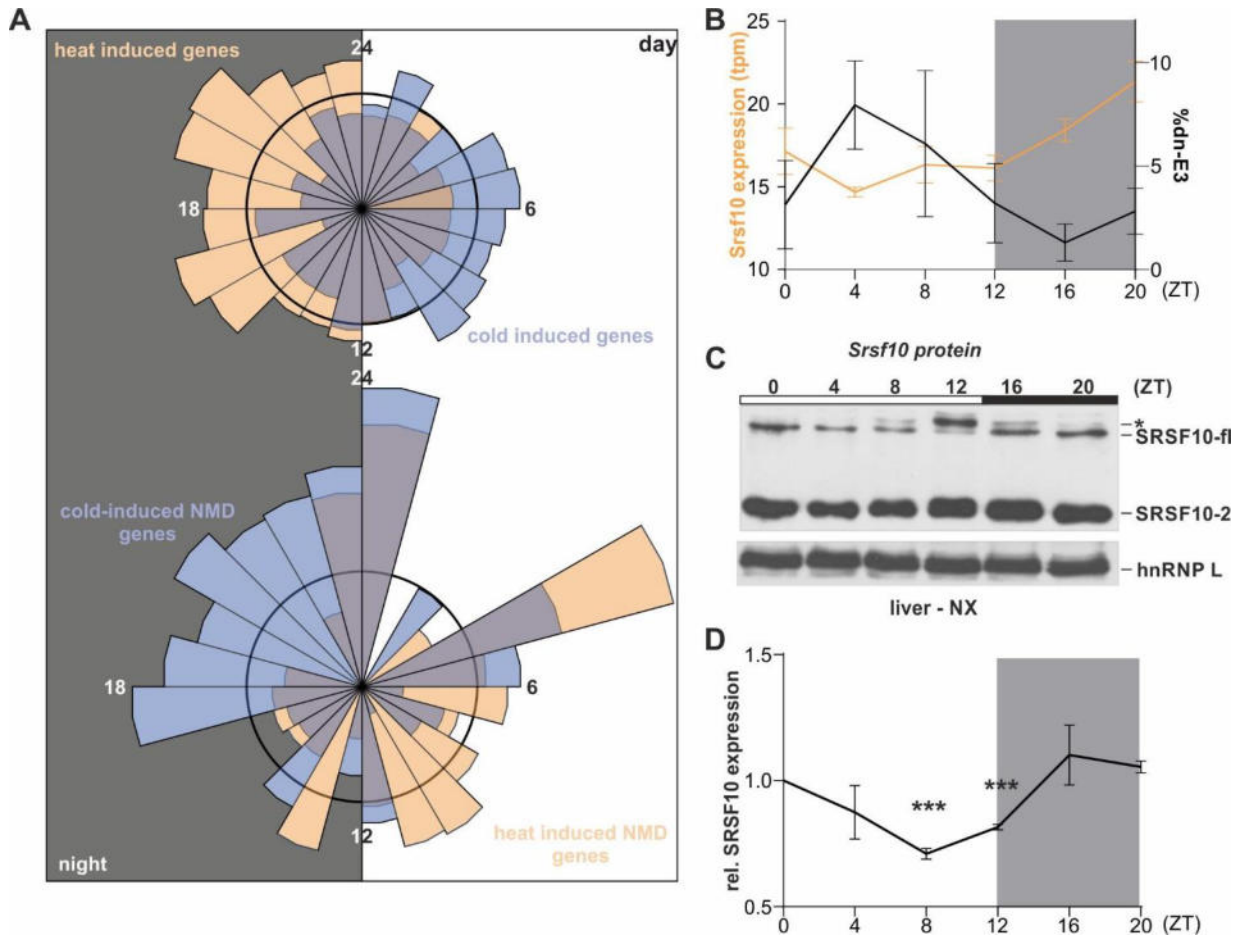 A
heat induced genes
24
day
18
6
cold induced genes
12
24
cold-induced NMD
genes
18
6
12
heat induced NMD
genes
night
B
25
20
15
10
Srsf10 expression (tpm)
10
5
0
%dn-E3
0 4 8 12 16 20 (ZT)
C
Srsf10 protein
0 4 8 12 16 20 (ZT)
*
SRSF10-fl
SRSF10-2
hnRNP L
liver - NX
D
1.5
1.0
0.5
rel. SRSF10 expression
*** ***
0 4 8 12 16 20 (ZT)